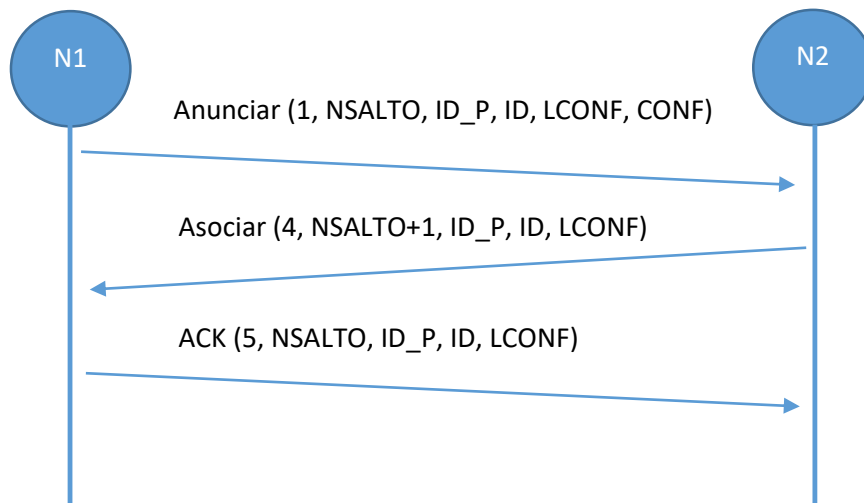 N1
N2
Anunciar (1, NSALTO, ID_P, ID, LCONF, CONF)
Asociar (4, NSALTO+1, ID_P, ID, LCONF)
ACK (5, NSALTO, ID_P, ID, LCONF)